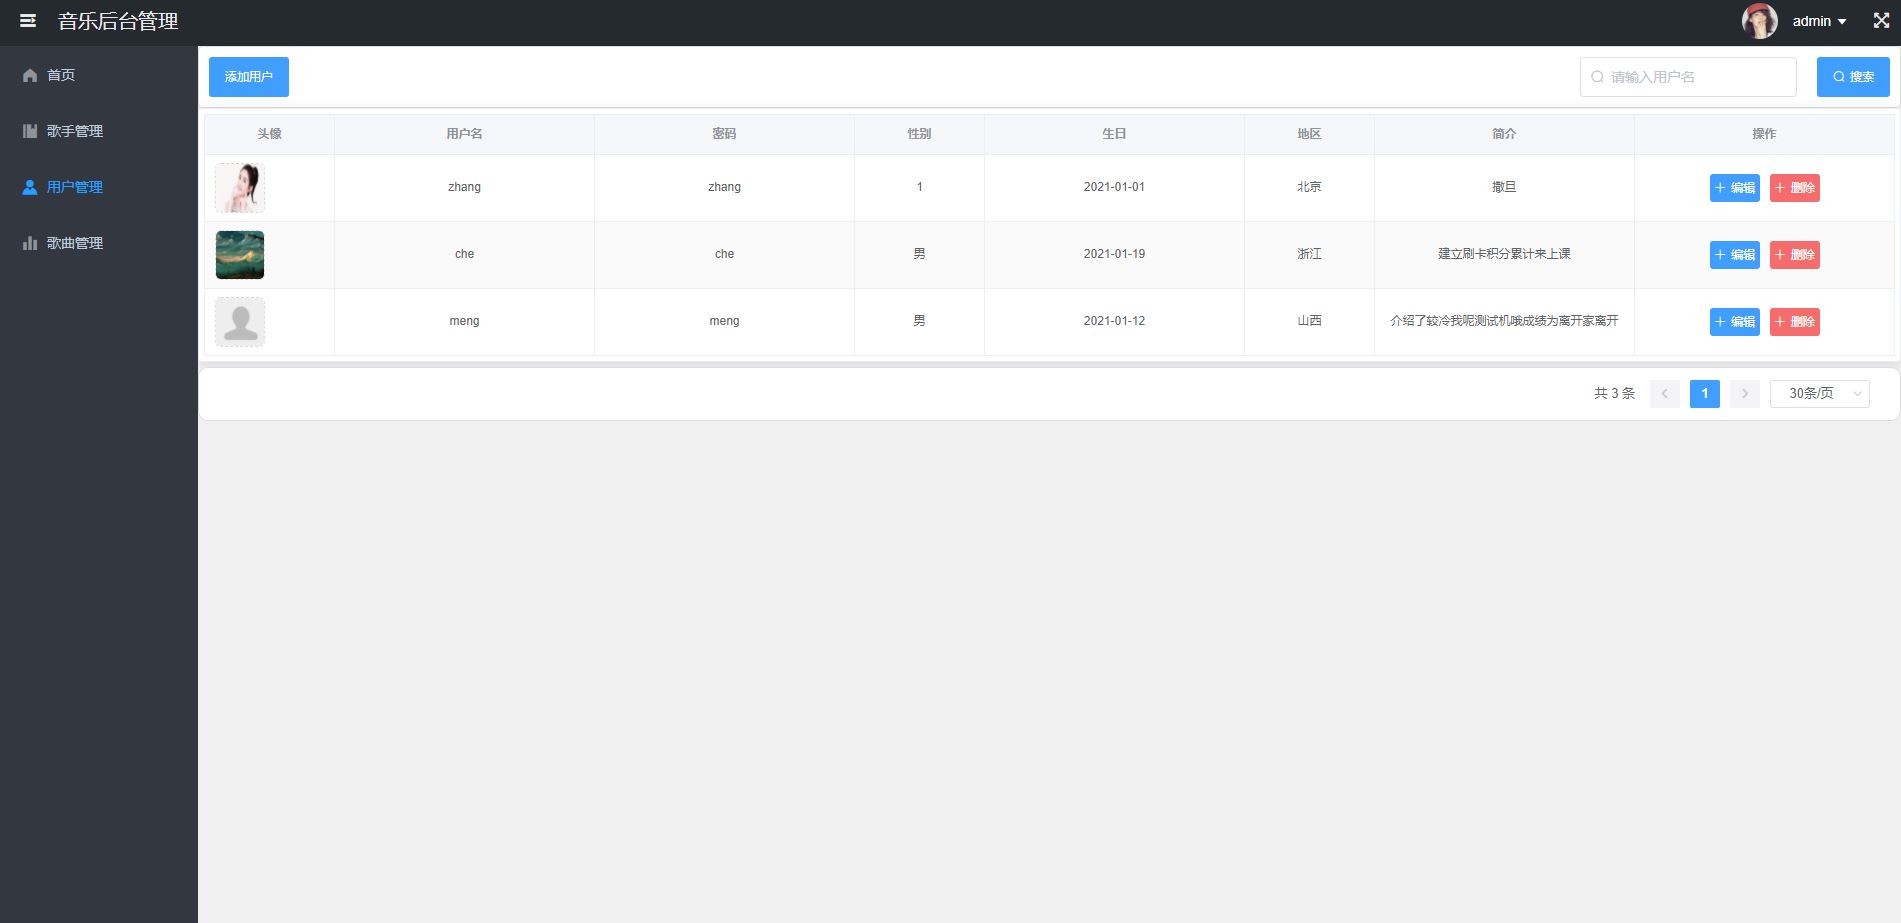 音乐后台管理
admin
首页
歌手管理
用户管理
歌曲管理
添加用户
请输入用户名
搜索
头像 用户名 密码 性别 生日 地区 简介 操作
zhang zhang 1 2021-01-01 北京 撒旦 编辑 删除
che che 男 2021-01-19 浙江 建立刷卡积分累计来上课 编辑 删除
meng meng 男 2021-01-12 山西 介绍了较冷我呢测试机哦成绩为离开家离开 编辑 删除
共 3 条 1 30条/页